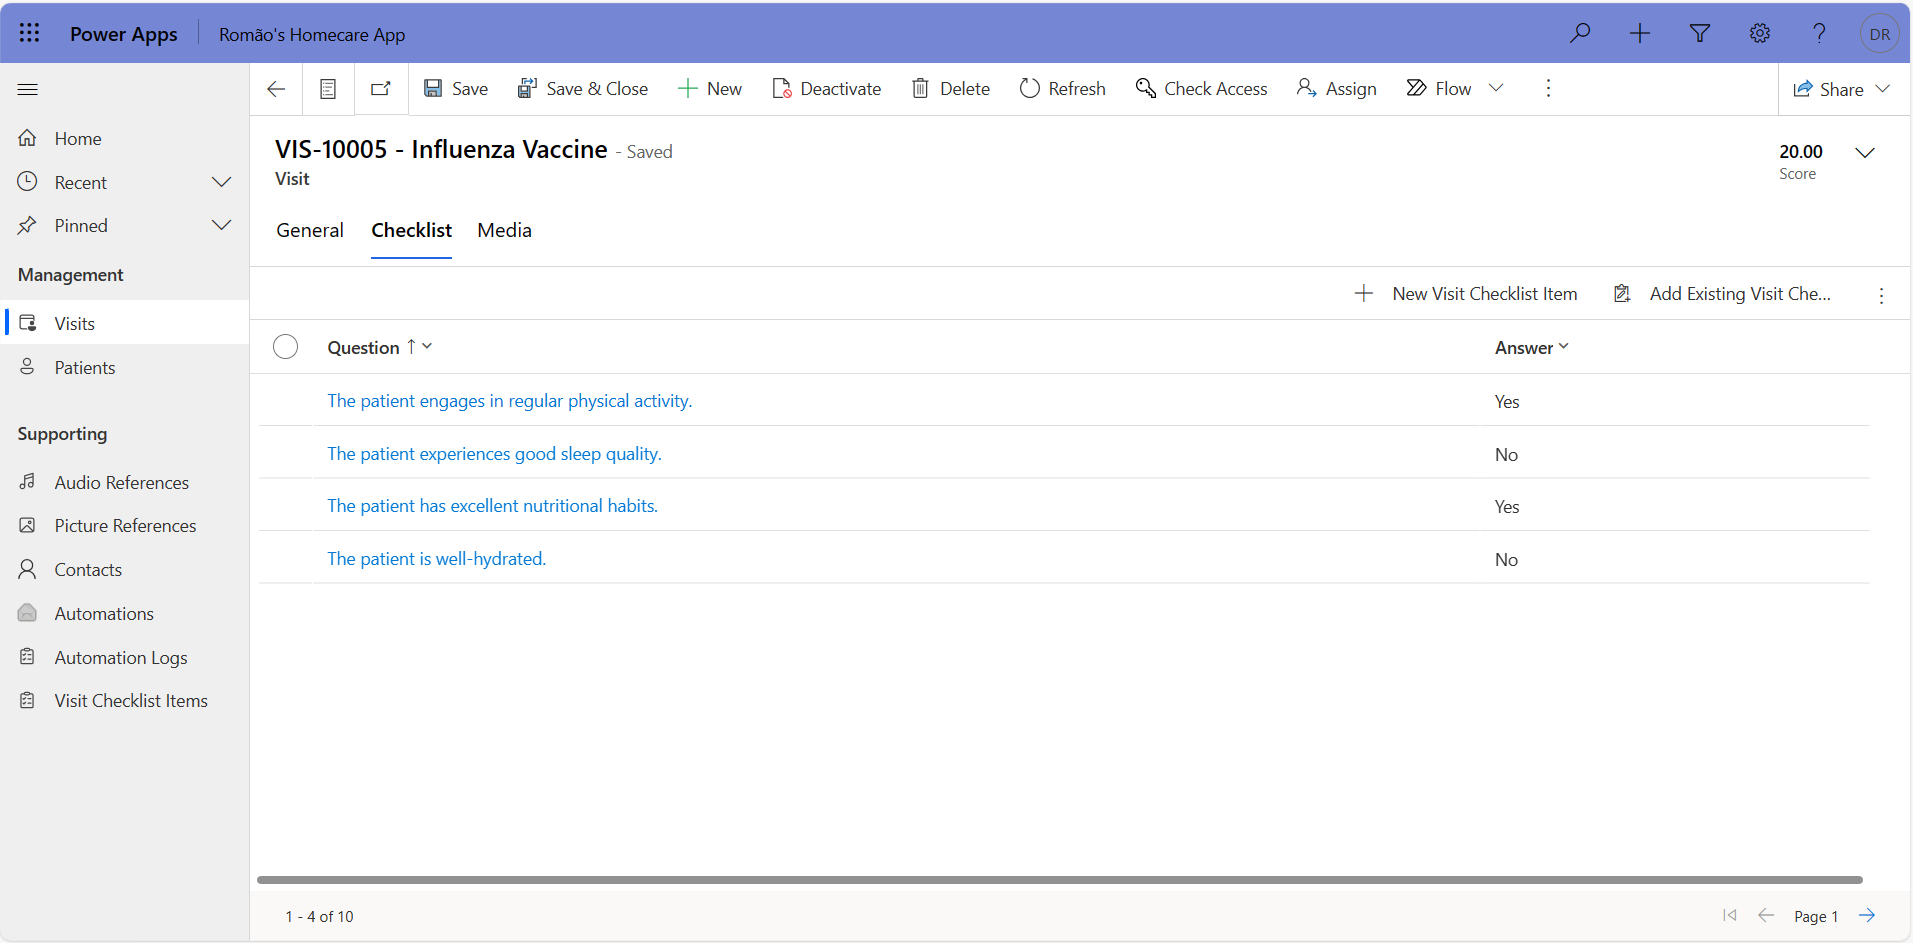 Power Apps
Romão's Homecare App
DR
Save
Save & Close
New
Deactivate
Delete
Refresh
Check Access
Assign
Flow
Share
Home
Recent
Pinned
Management
Visits
Patients
Supporting
Audio References
Picture References
Contacts
Automations
Automation Logs
Visit Checklist Items
VIS-10005 - Influenza Vaccine - Saved
Visit
20.00
Score
General Checklist Media
New Visit Checklist Item
Add Existing Visit Che...
Question Answer
The patient engages in regular physical activity. Yes
The patient experiences good sleep quality. No
The patient has excellent nutritional habits. Yes
The patient is well-hydrated. No
1 - 4 of 10
Page 1